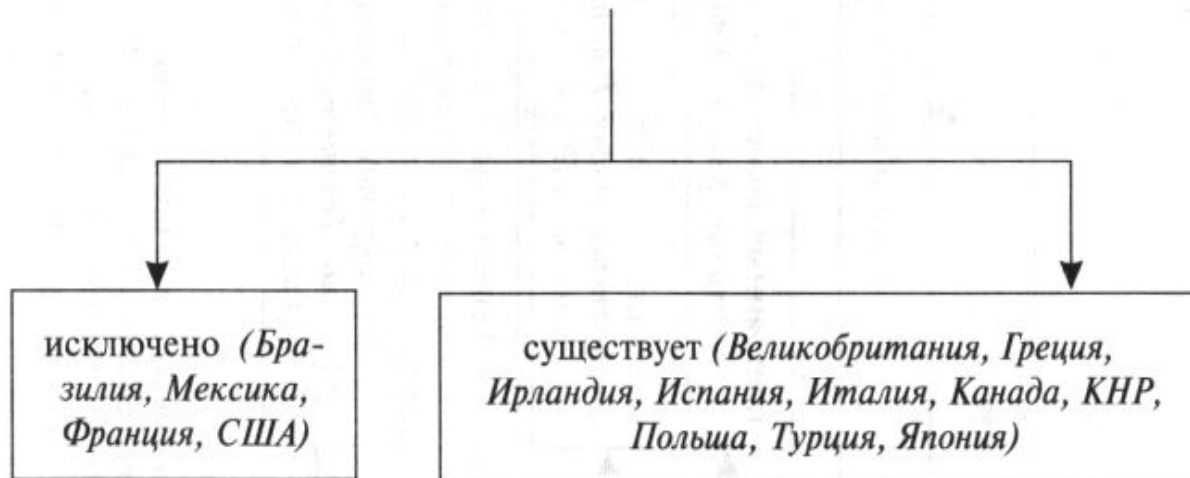 исключено (Бра-
зилия, Мексика,
Франция, США)
существует (Великобритания, Греция,
Ирландия, Испания, Италия, Канада, КНР,
Польша, Турция, Япония)